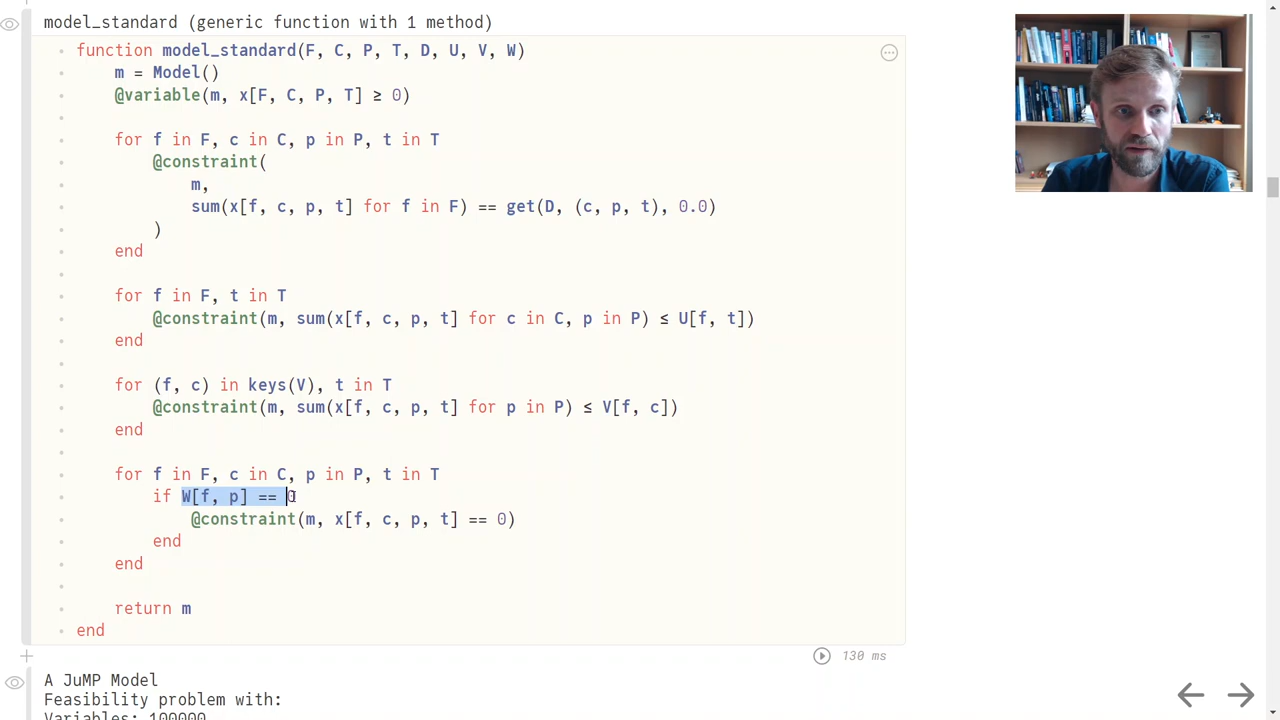 model_standard (generic function with 1 method)
function model_standard(F, C, P, T, D, U, V, W)
m = Model()
@variable(m, x[F, C, P, T] ≥ 0)
for f in F, c in C, p in P, t in T
@constraint(
m,
sum(x[f, c, p, t] for f in F) == get(D, (c, p, t), 0.0)
)
end
for f in F, t in T
@constraint(m, sum(x[f, c, p, t] for c in C, p in P) ≤ U[f, t])
end
for (f, c) in keys(V), t in T
@constraint(m, sum(x[f, c, p, t] for p in P) ≤ V[f, c])
end
for f in F, c in C, p in P, t in T
if W[f, p] == 0
@constraint(m, x[f, c, p, t] == 0)
end
end
return m
end
130 ms
A JuMP Model
Feasibility problem with:
Variables: 100000